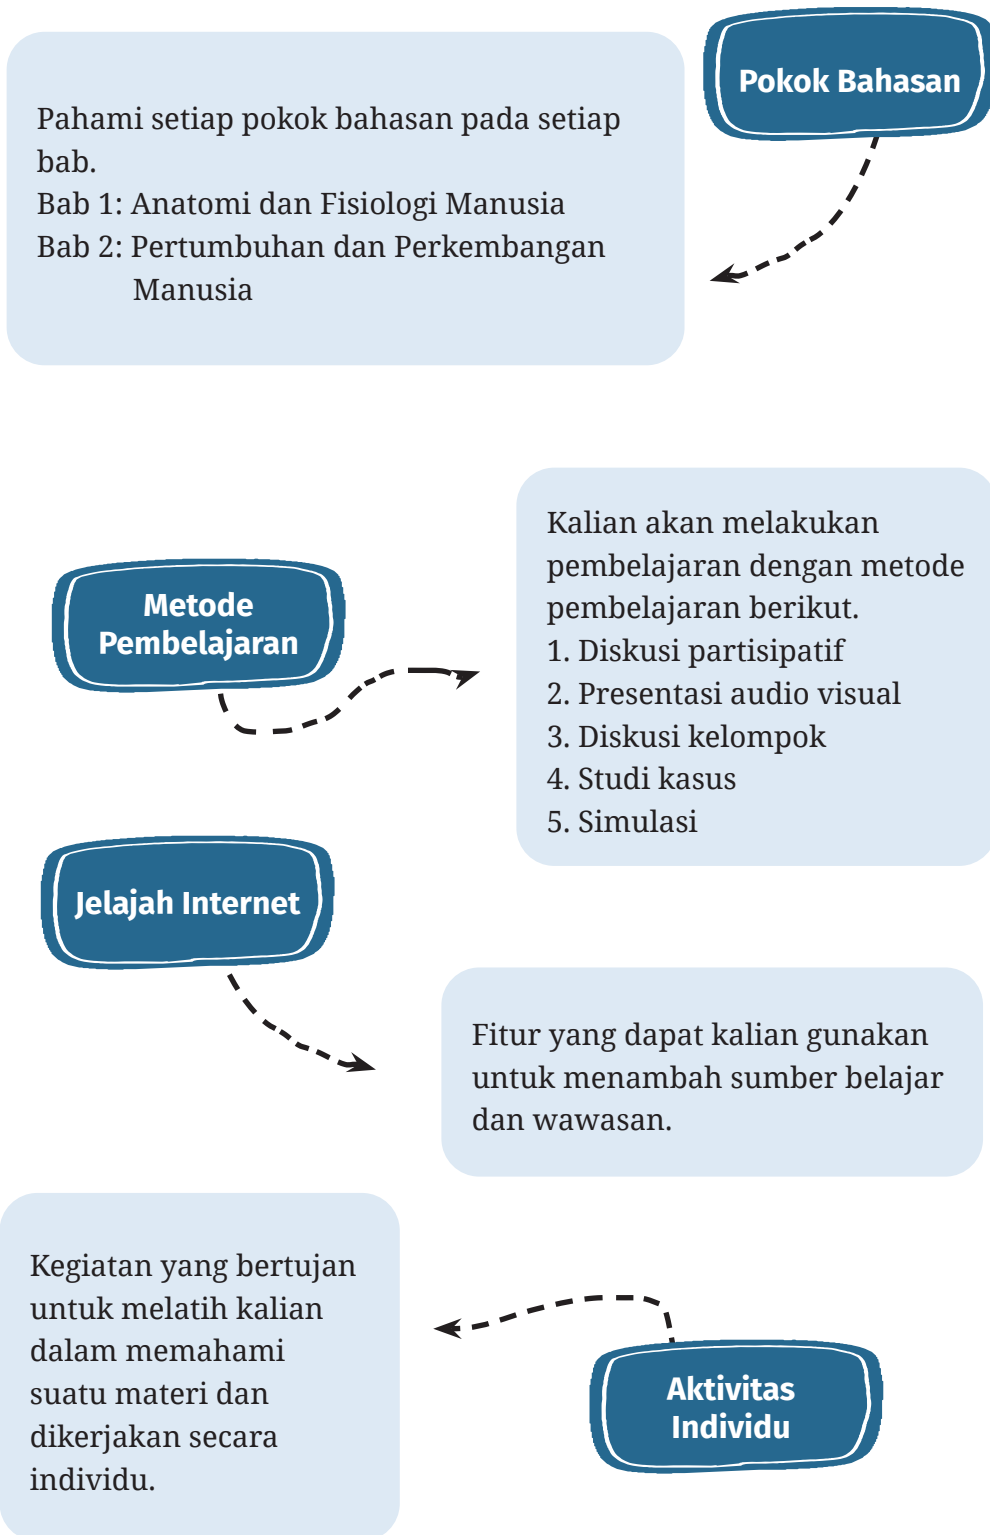 Pokok Bahasan
Pahami setiap pokok bahasan pada setiap
bab.
Bab 1: Anatomi dan Fisiologi Manusia
Bab 2: Pertumbuhan dan Perkembangan
Manusia
Metode
Pembelajaran
Kalian akan melakukan
pembelajaran dengan metode
pembelajaran berikut.
1. Diskusi partisipatif
2. Presentasi audio visual
3. Diskusi kelompok
4. Studi kasus
5. Simulasi
Jelajah Internet
Fitur yang dapat kalian gunakan
untuk menambah sumber belajar
dan wawasan.
Aktivitas
Individu
Kegiatan yang bertujan
untuk melatih kalian
dalam memahami
suatu materi dan
dikerjakan secara
individu.